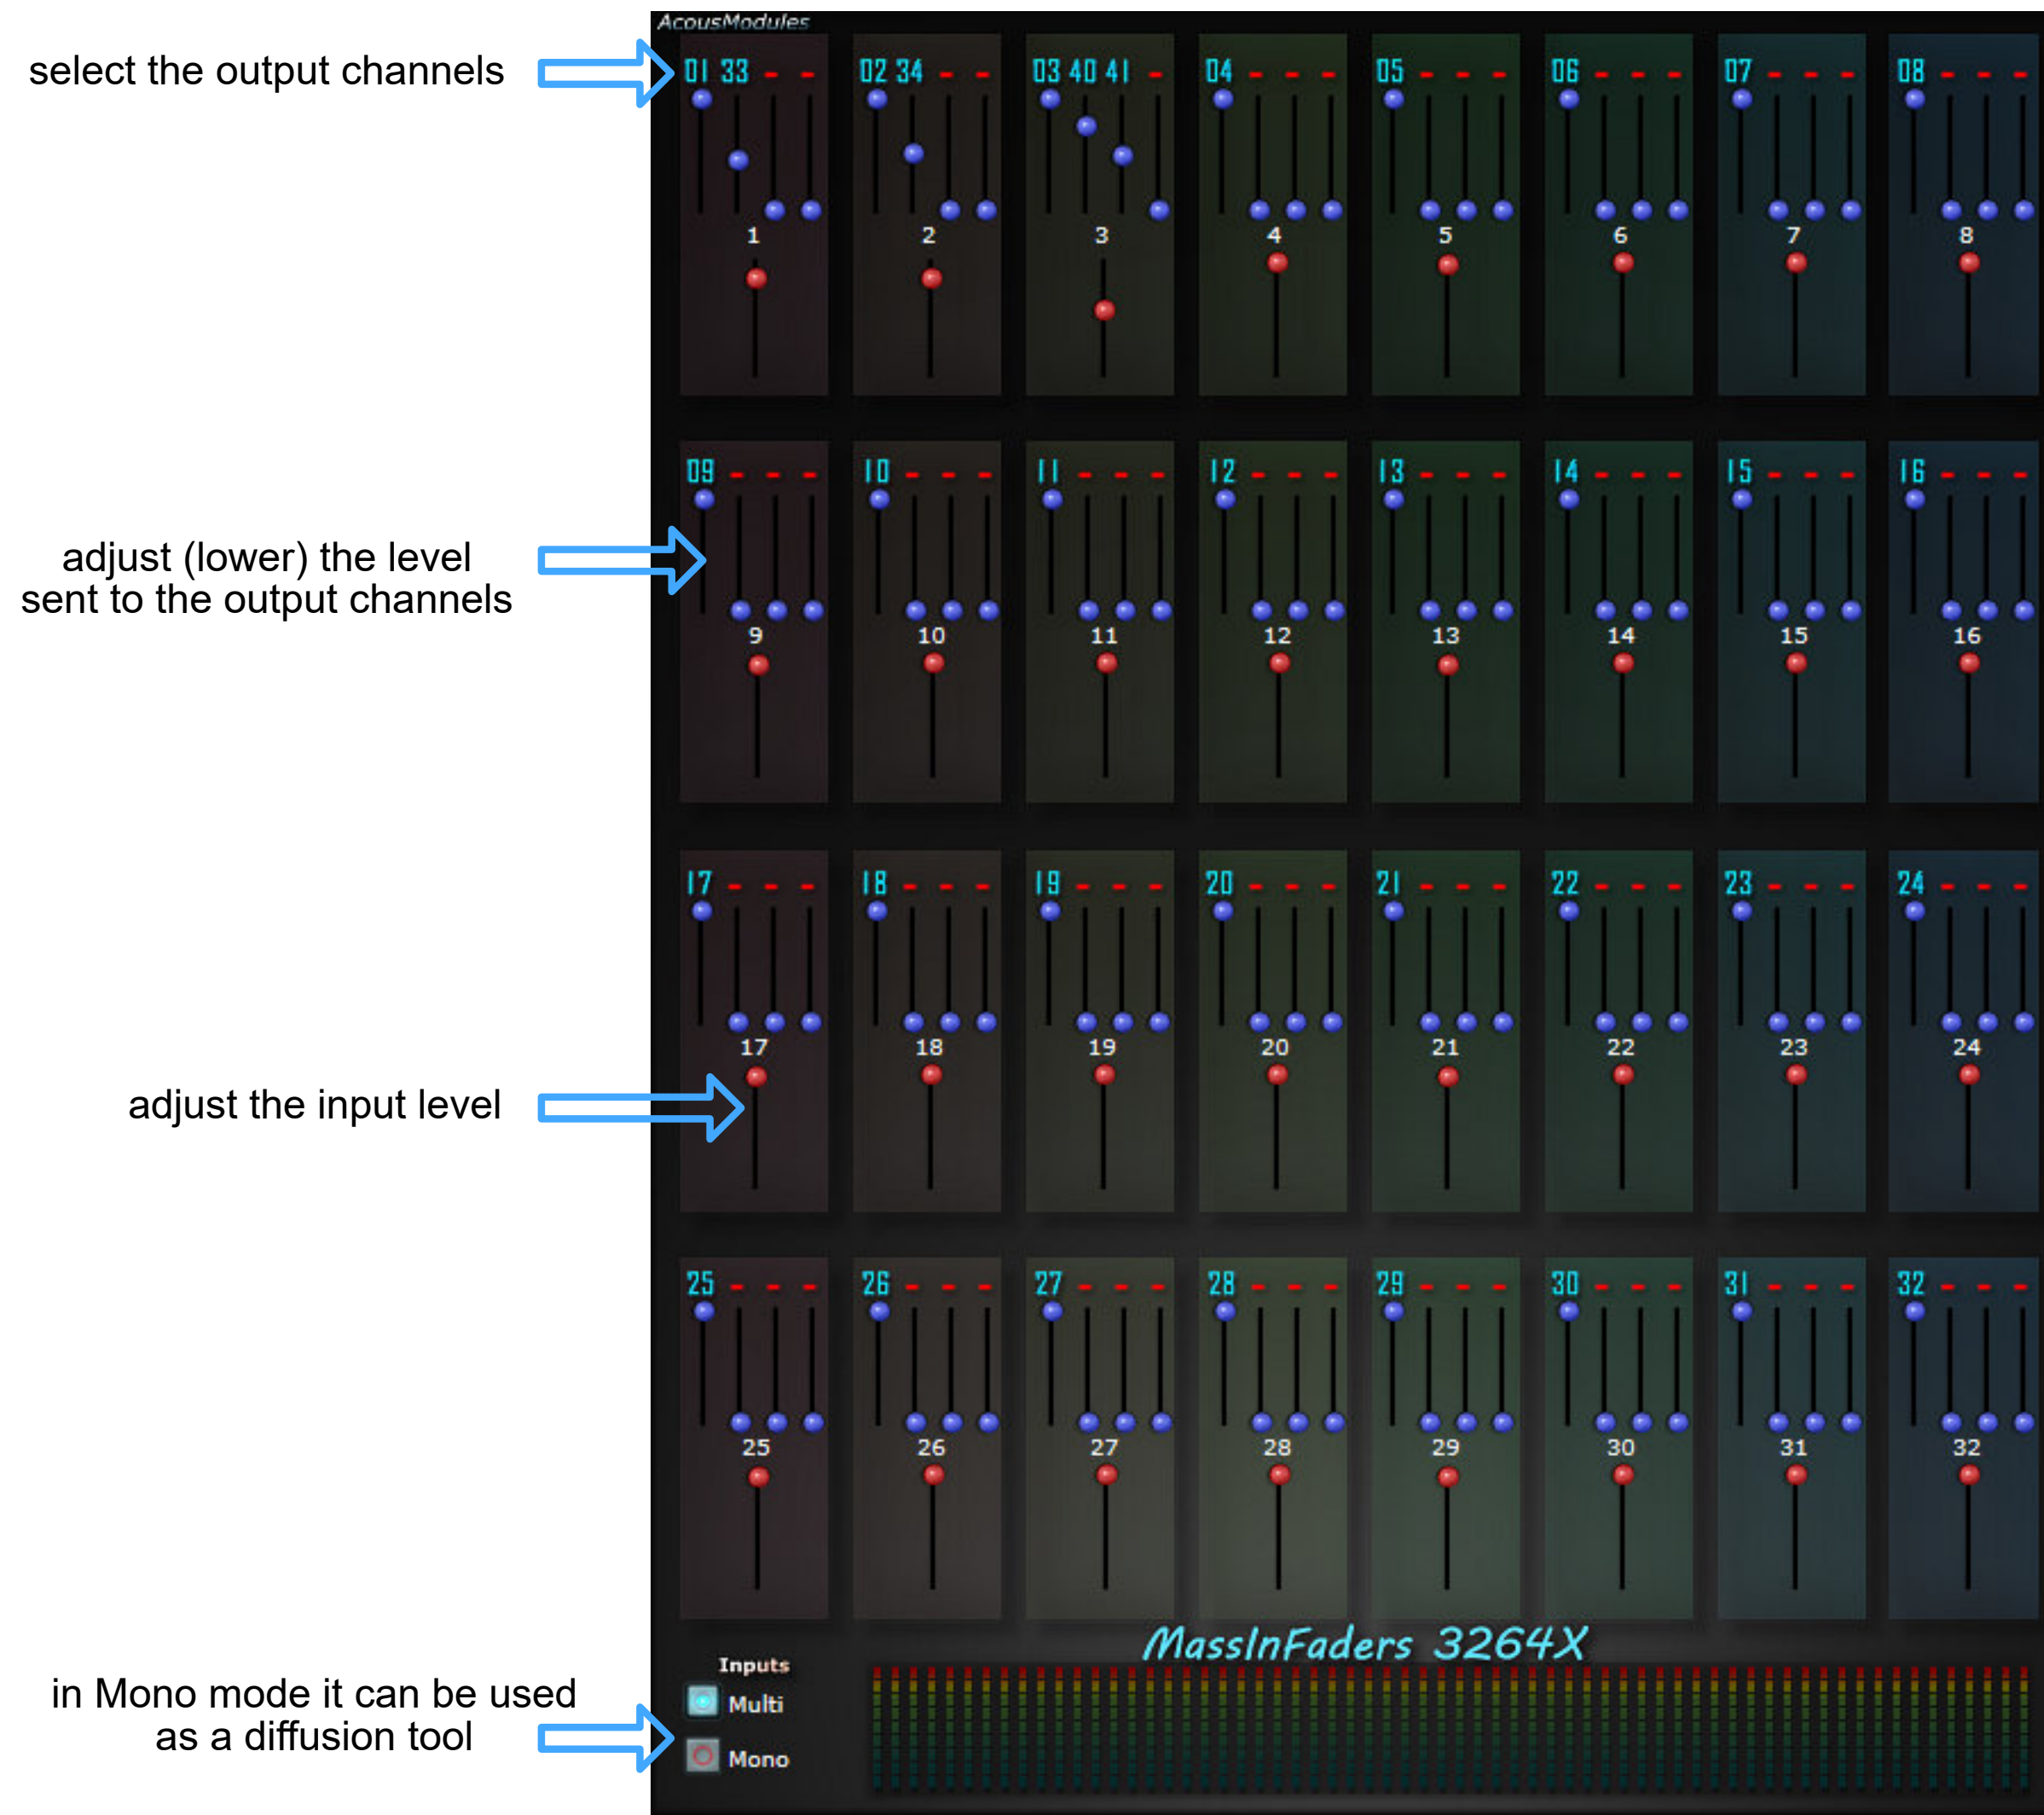 AcousModules
select the output channels
01 33 - -
02 34 - -
03 40 41 -
04 - - -
05 - - -
06 - - -
07 - - -
08 - - -
1
2
3
4
5
6
7
8
09 - - -
10 - - -
11 - - -
12 - - -
13 - - -
14 - - -
15 - - -
16 - - -
adjust (lower) the level
sent to the output channels
9
10
11
12
13
14
15
16
17 - - -
18 - - -
19 - - -
20 - - -
21 - - -
22 - - -
23 - - -
24 - - -
17
18
19
20
21
22
23
24
adjust the input level
25 - - -
26 - - -
27 - - -
28 - - -
29 - - -
30 - - -
31 - - -
32 - - -
25
26
27
28
29
30
31
32
MassInFaders 3264X
Inputs
Multi
Mono
in Mono mode it can be used
as a diffusion tool